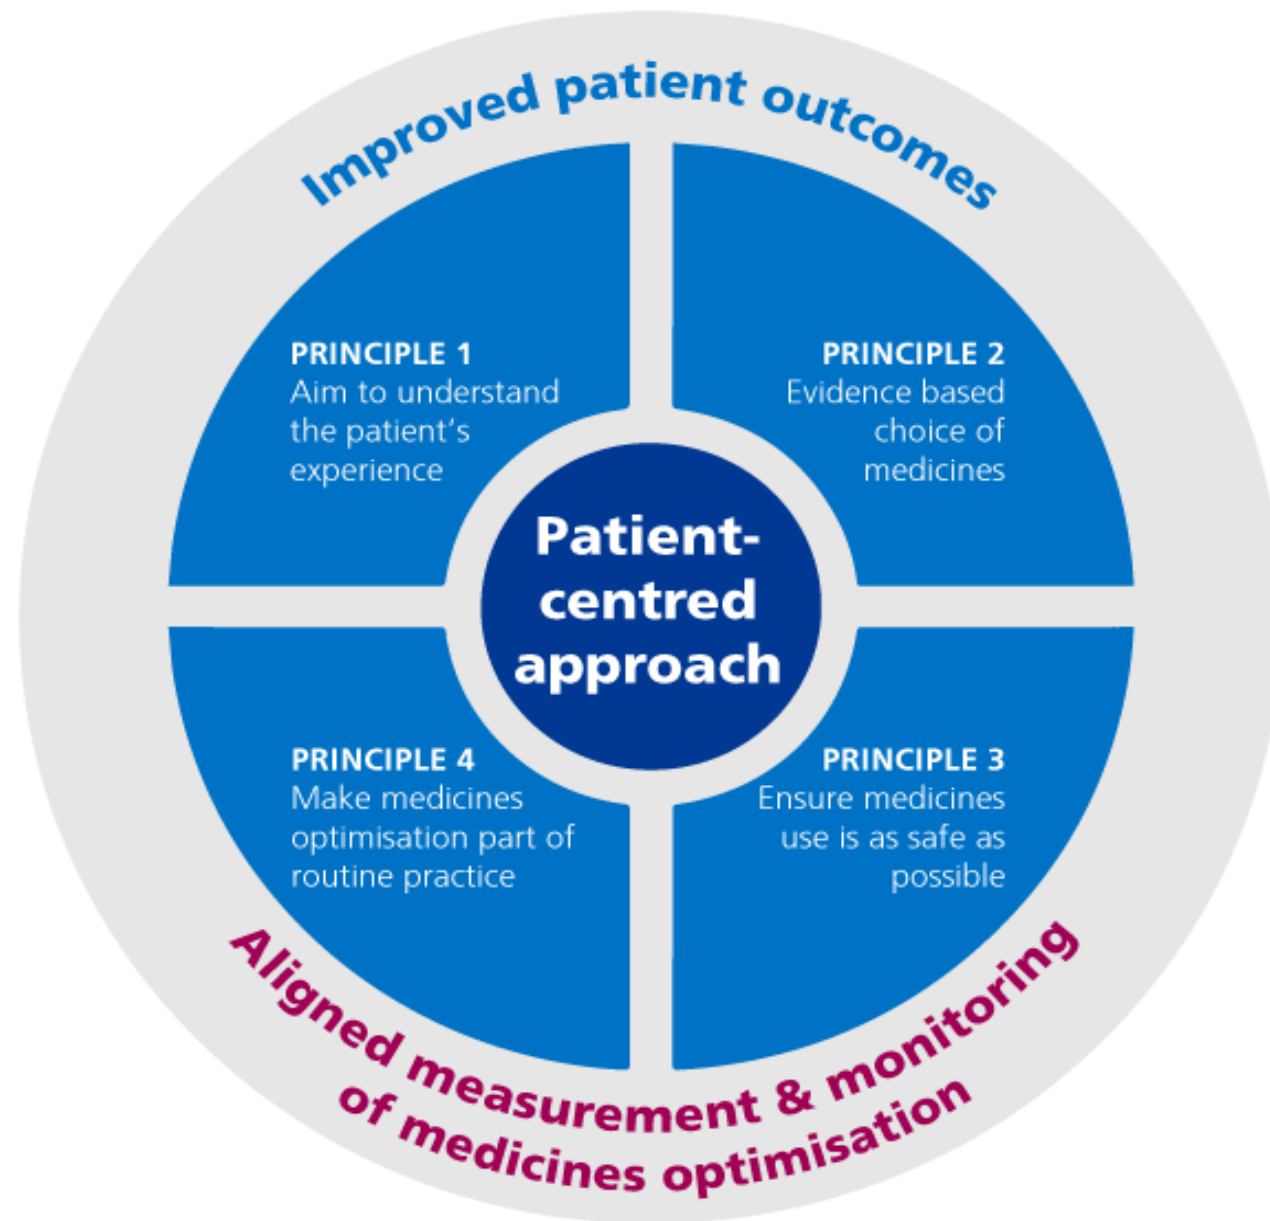 Improved patient outcomes
PRINCIPLE 1
Aim to understand
the patient’s
experience
PRINCIPLE 2
Evidence based
choice of
medicines
Patient-
centred
approach
PRINCIPLE 4
Make medicines
optimisation part of
routine practice
PRINCIPLE 3
Ensure medicines
use is as safe as
possible
Aligned measurement & monitoring
of medicines optimisation